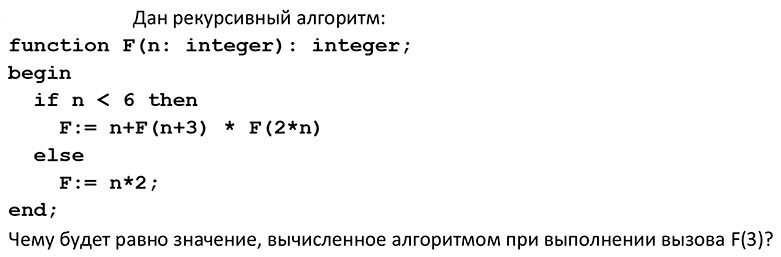 Дан рекурсивный алгоритм:
function F(n: integer): integer;
begin
if n < 6 then
F:= n+F(n+3) * F(2*n)
else
F:= n*2;
end;
Чему будет равно значение, вычисленное алгоритмом при выполнении вызова F(3)?